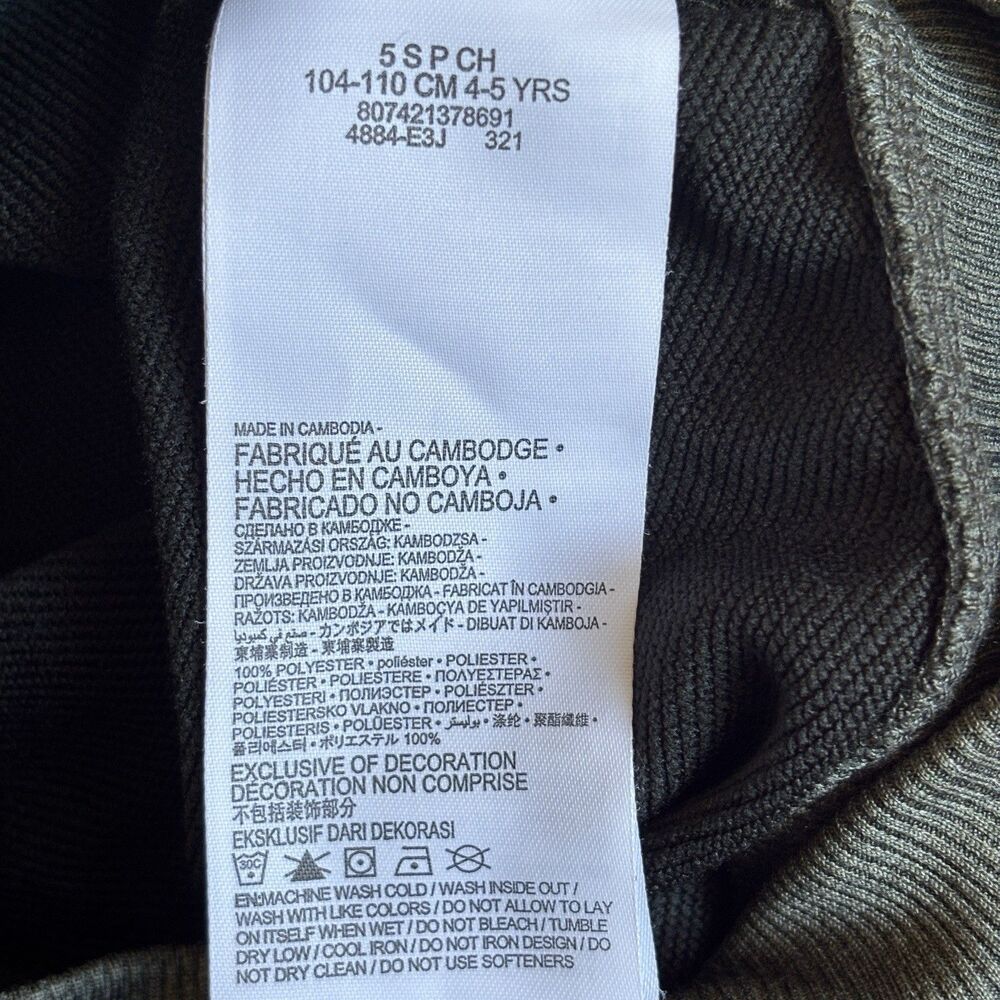 5 S P CH
104-110 CM 4-5 YRS
807421378691
4884-E3J 321
MADE IN CAMBODIA -
FABRIQUÉ AU CAMBODGE •
HECHO EN CAMBOYA •
FABRICADO NO CAMBOJA •
СДЕЛАНО В КАМБОДЖЕ -
SZÁRMAZÁSI ORSZÁG: KAMBODZSA -
ZEMLJA PROIZVODNJE: KAMBODŽA -
DRŽAVA PROIZVODNJE: KAMBODŽA -
ПРОИЗВЕДЕНО В КАМБОДЖА - FABRICAT ÎN CAMBODGIA -
RAŽOTS: KAMBODŽA - KAMBOÇYA DE YAPILMIŞTIR -
صنع في كمبوديا - カンボジアではメイド - DIBUAT DI KAMBOJA -
柬埔寨制造 - 柬埔寨製造
100% POLYESTER • poliéster • POLIESTER •
POLIÉSTER • POLIESTERE • ΠΟΛΥΕΣΤΕΡΑΣ •
POLYESTERI • ПОЛИЭСТЕР • POLIÉSZTER •
POLIESTERSKO VLAKNO • ПОЛИЕСТЕР •
POLIESTERIS • POLÜESTER • بوليستر • 涤纶 • 聚酯纖維 •
폴리에스터 • ポリエステル 100%
EXCLUSIVE OF DECORATION
DÉCORATION NON COMPRISE
不包括装饰部分
EKSKLUSIF DARI DEKORASI
30C
EN:MACHINE WASH COLD / WASH INSIDE OUT /
WASH WITH LIKE COLORS / DO NOT ALLOW TO LAY
ON ITSELF WHEN WET / DO NOT BLEACH / TUMBLE
DRY LOW / COOL IRON / DO NOT IRON DESIGN / DO
NOT DRY CLEAN / DO NOT USE SOFTENERS